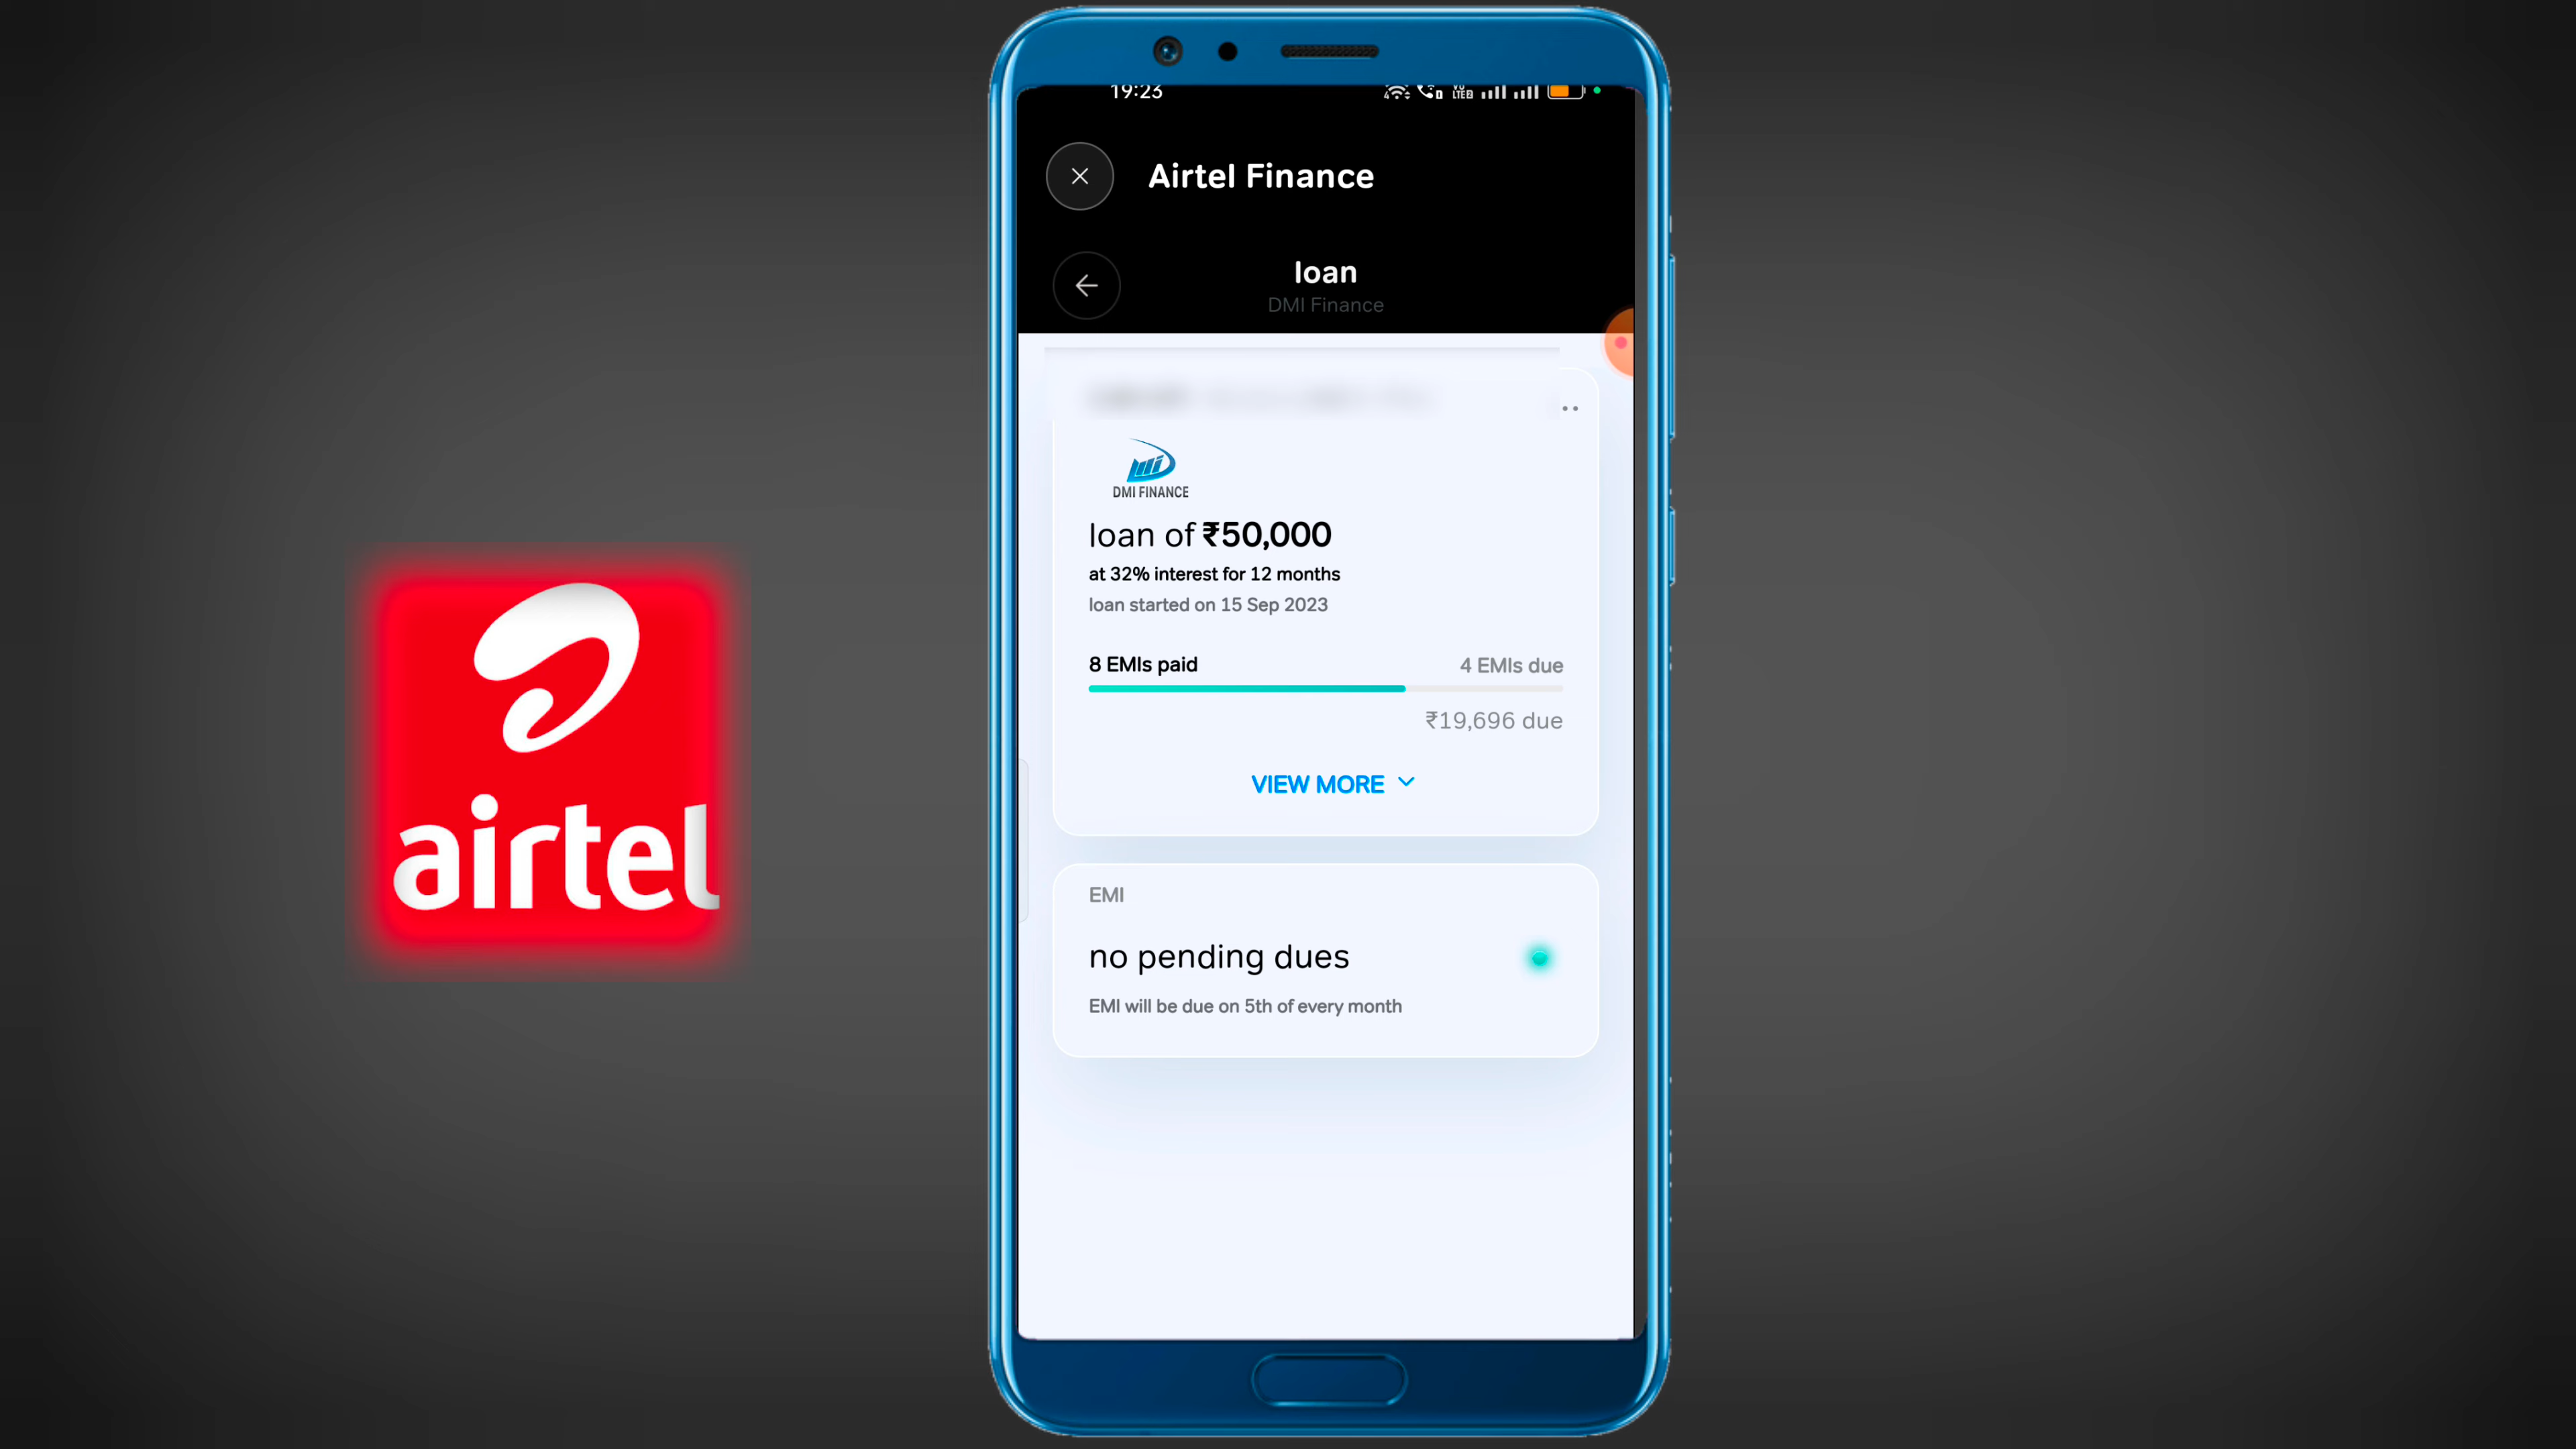 19:23
Airtel Finance
loan
DMI Finance
DMI FINANCE
loan of ₹50,000
at 32% interest for 12 months
loan started on 15 Sep 2023
8 EMIs paid
4 EMIs due
₹19,696 due
VIEW MORE
EMI
no pending dues
EMI will be due on 5th of every month
airtel